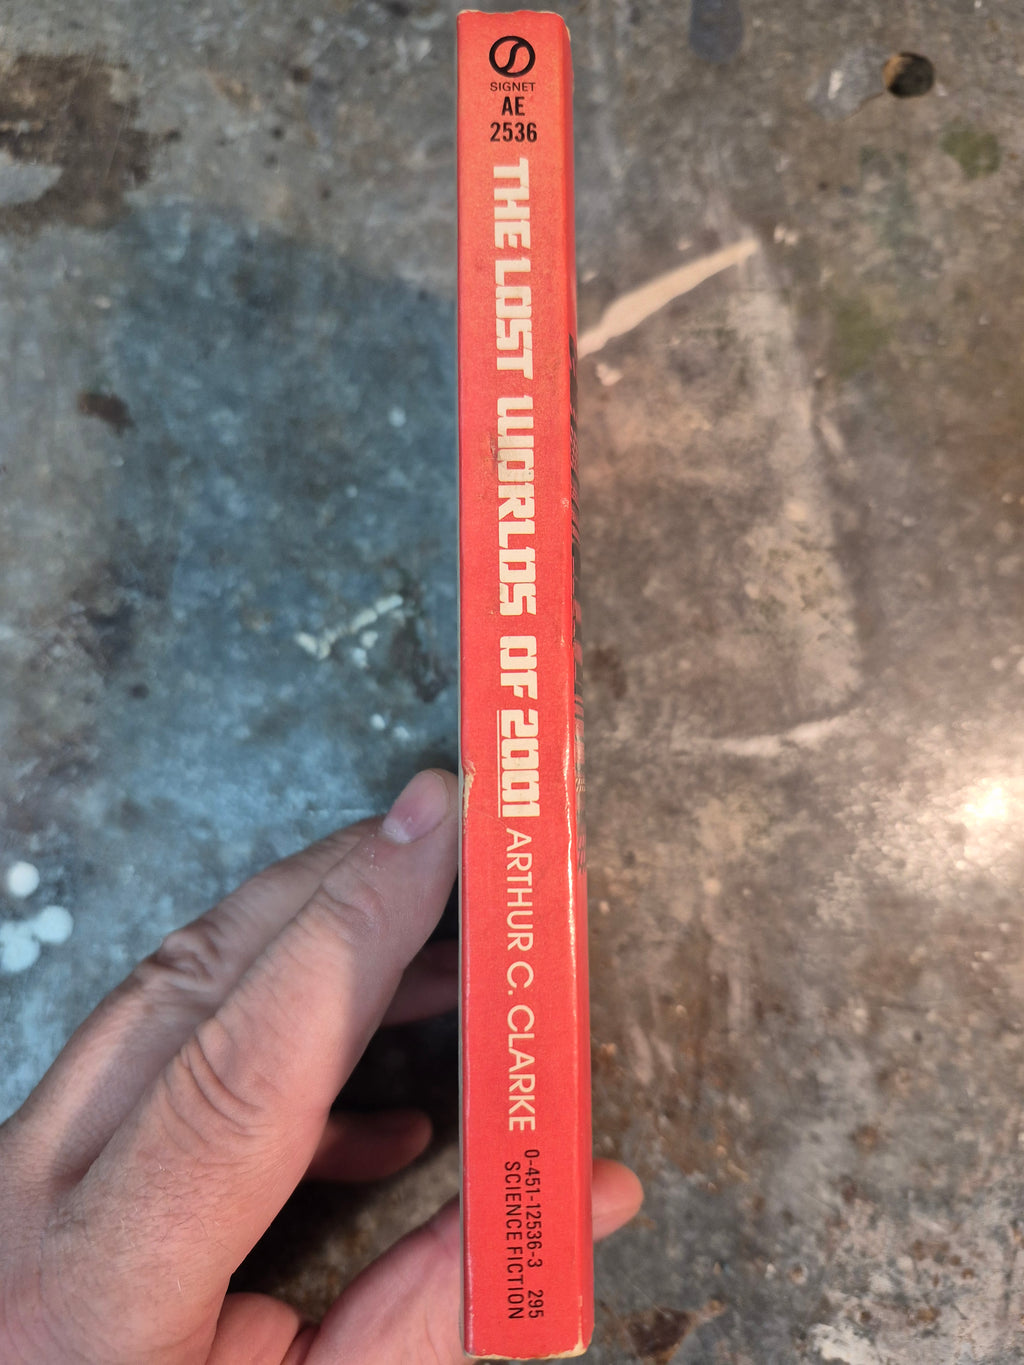 SIGNET
AE
2536
THE LOST WORLDS OF 2001 ARTHUR C. CLARKE
0-451-12536-3 295
SCIENCE FICTION